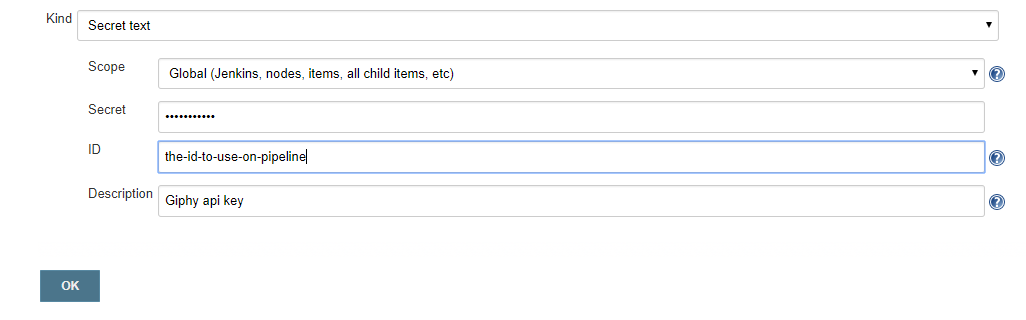 Kind
Secret text
Scope
Global (Jenkins, nodes, items, all child items, etc)
Secret
•••••••••••
ID
the-id-to-use-on-pipeline
Description
Giphy api key
OK